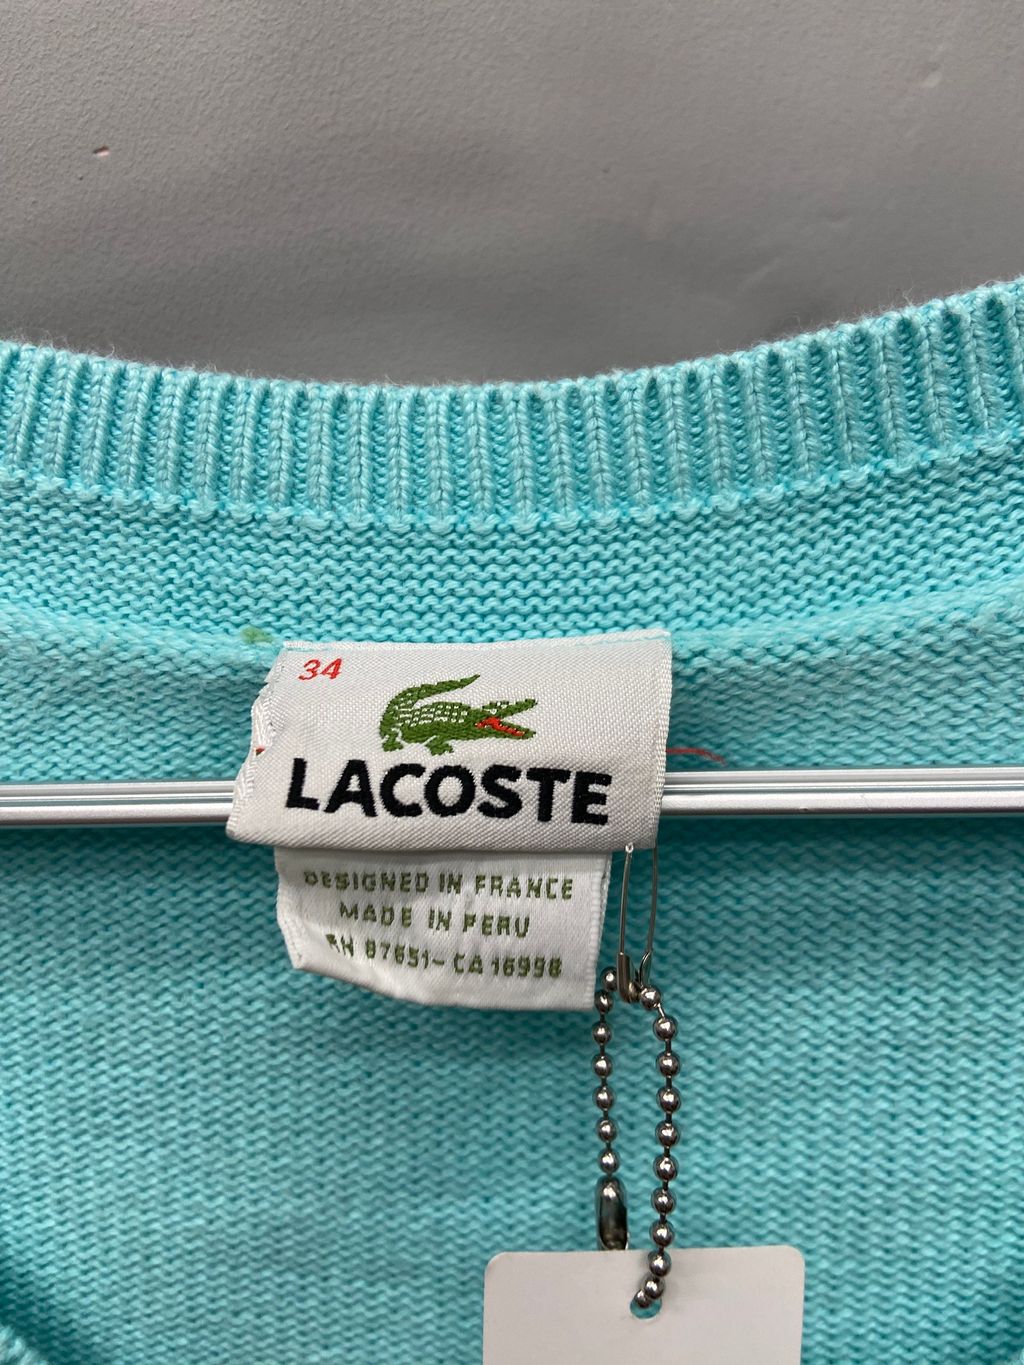 34
LACOSTE
DESIGNED IN FRANCE
MADE IN PERU
RN 87651-CA 16998